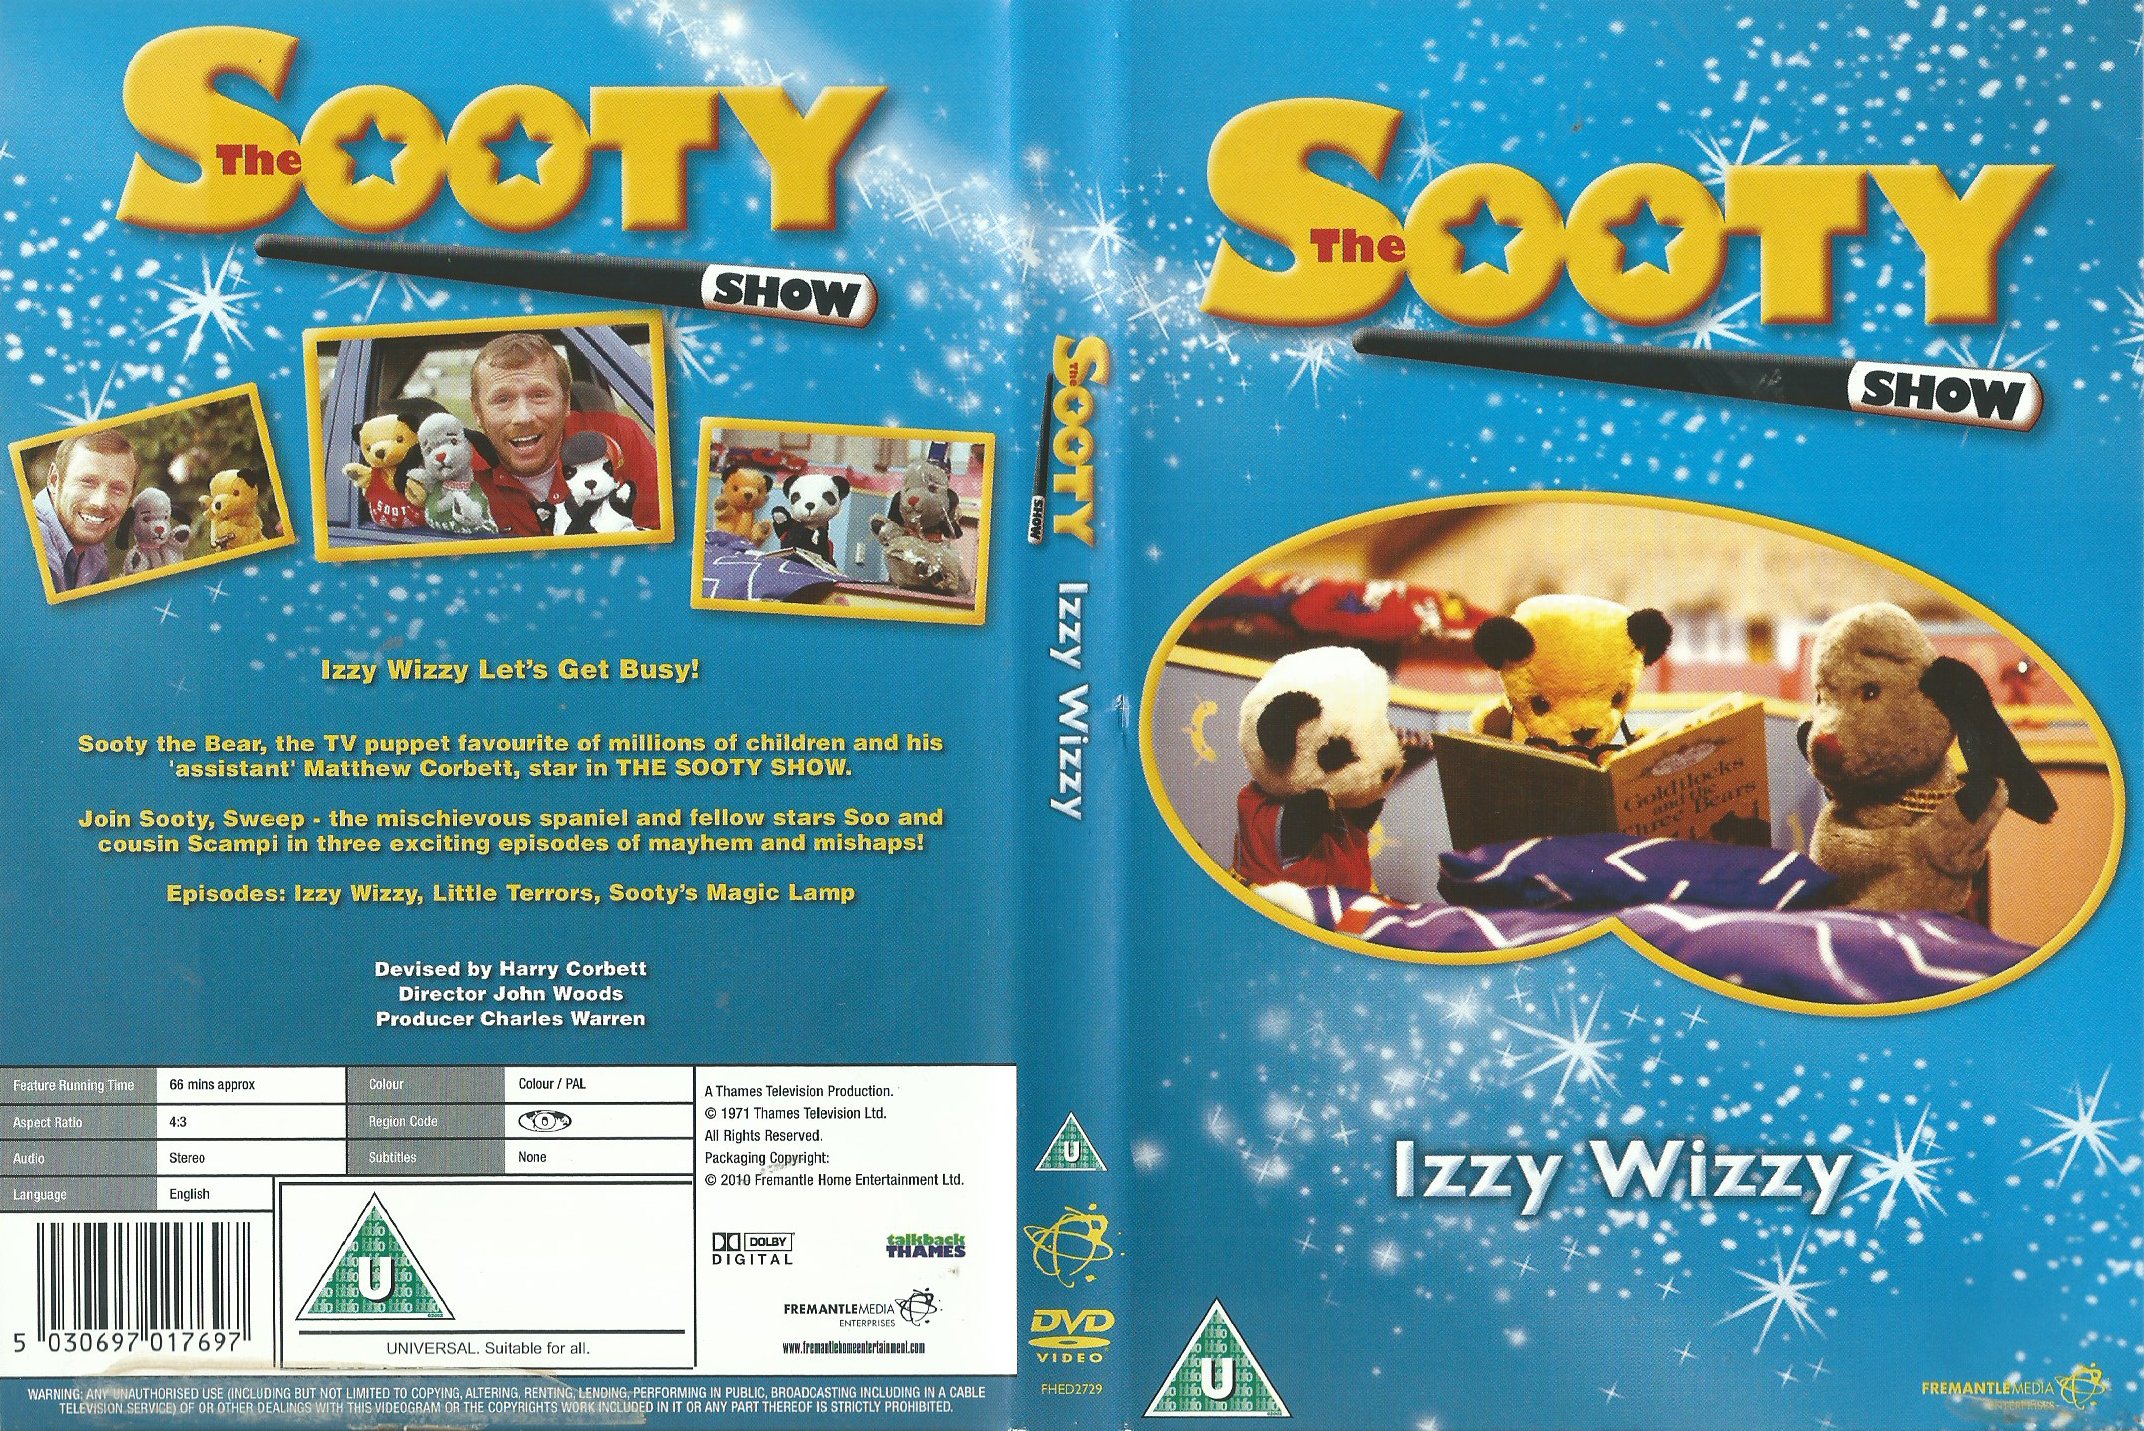 The SOOTY
SHOW
Izzy Wizzy Let's Get Busy!
Sooty the Bear, the TV puppet favourite of millions of children and his
'assistant' Matthew Corbett, star in THE SOOTY SHOW.
Join Sooty, Sweep - the mischievous spaniel and fellow stars Soo and
cousin Scampi in three exciting episodes of mayhem and mishaps!
Episodes: Izzy Wizzy, Little Terrors, Sooty's Magic Lamp
Devised by Harry Corbett
Director John Woods
Producer Charles Warren
Feature Running Time 66 mins approx Colour Colour / PAL
Aspect Ratio 4:3 Region Code 0
Audio Stereo Subtitles None
Language English
A Thames Television Production.
© 1971 Thames Television Ltd.
All Rights Reserved.
Packaging Copyright:
© 2010 Fremantle Home Entertainment Ltd.
DOLBY
DIGITAL
talkback
THAMES
FREMANTLEMEDIA
ENTERPRISES
www.fremantlehomeentertainment.com
5 030697 017697
U
UNIVERSAL. Suitable for all.
WARNING: ANY UNAUTHORISED USE (INCLUDING BUT NOT LIMITED TO COPYING, ALTERING, RENTING, LENDING, PERFORMING IN PUBLIC, BROADCASTING INCLUDING IN A CABLE
TELEVISION SERVICE) OF OR OTHER DEALINGS WITH THIS VIDEOGRAM OR THE COPYRIGHTS WORK INCLUDED IN IT OR ANY PART THEREOF IS STRICTLY PROHIBITED.
The SOOTY
SHOW
Izzy Wizzy
U
DVD
VIDEO
FHED2729
The SOOTY
SHOW
Goldilocks
and the
Three Bears
Izzy Wizzy
U
FREMANTLEMEDIA
ENTERPRISES